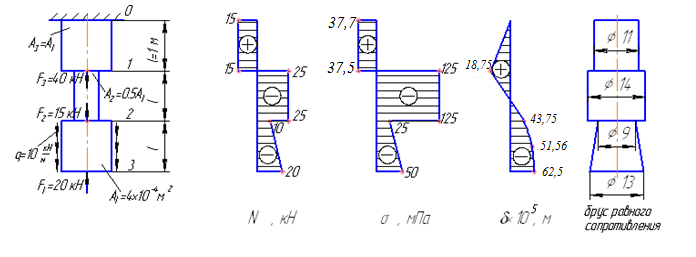 0
A₃=A₁
l=1 м
1
F₃=40 кН
A₂=0.5A₁
l
F₂=15 кН
2
q=10 кН/м
l
3
F₁=20 кН
A₁=4×10⁻⁴ м²
15
15
25
25
10
20
N , кН
37,7
37,5
125
125
25
50
σ , мПа
18,75
43,75
51,56
62,5
δ×10⁵, м
ϕ 11
ϕ 14
ϕ 9
ϕ 13
брус равного
сопротивления